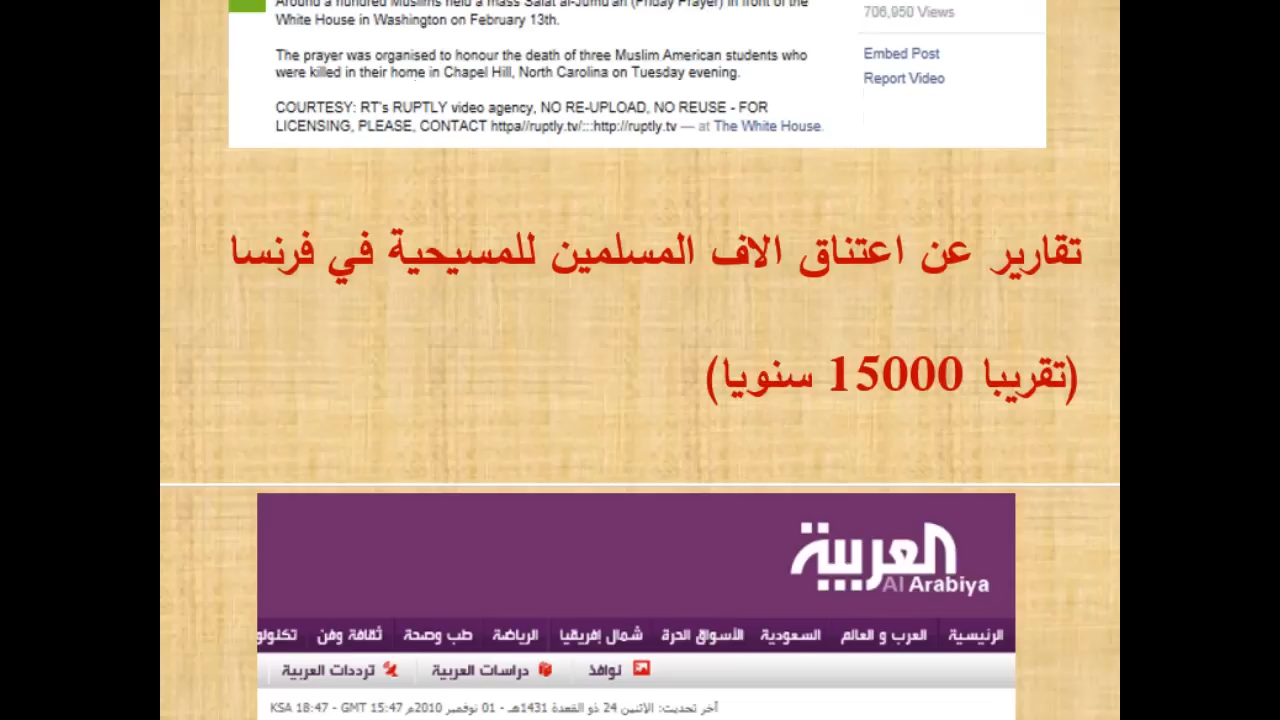 Around a hundred Muslims held a mass Salat al-Jumu'ah (Friday Prayer) in front of the
White House in Washington on February 13th.
706,950 Views
The prayer was organised to honour the death of three Muslim American students who
were killed in their home in Chapel Hill, North Carolina on Tuesday evening.
Embed Post
Report Video
COURTESY: RT's RUPTLY video agency, NO RE-UPLOAD, NO REUSE - FOR
LICENSING, PLEASE, CONTACT httpa//ruptly.tv/:::http://ruptly.tv — at The White House.
تقارير عن اعتناق الاف المسلمين للمسيحية في فرنسا
(تقريبا 15000 سنويا)
العربية
Al Arabiya
الرئيسية العرب و العالم السعودية الأسواق الحرة شمال إفريقيا الرياضة طب وصحة ثقافة وفن تكنولو
نوافذ دراسات العربية ترددات العربية
آخر تحديث: الاثنين 24 ذو القعدة 1431هـ - 01 نوفمبر 2010م KSA 18:47 - GMT 15:47